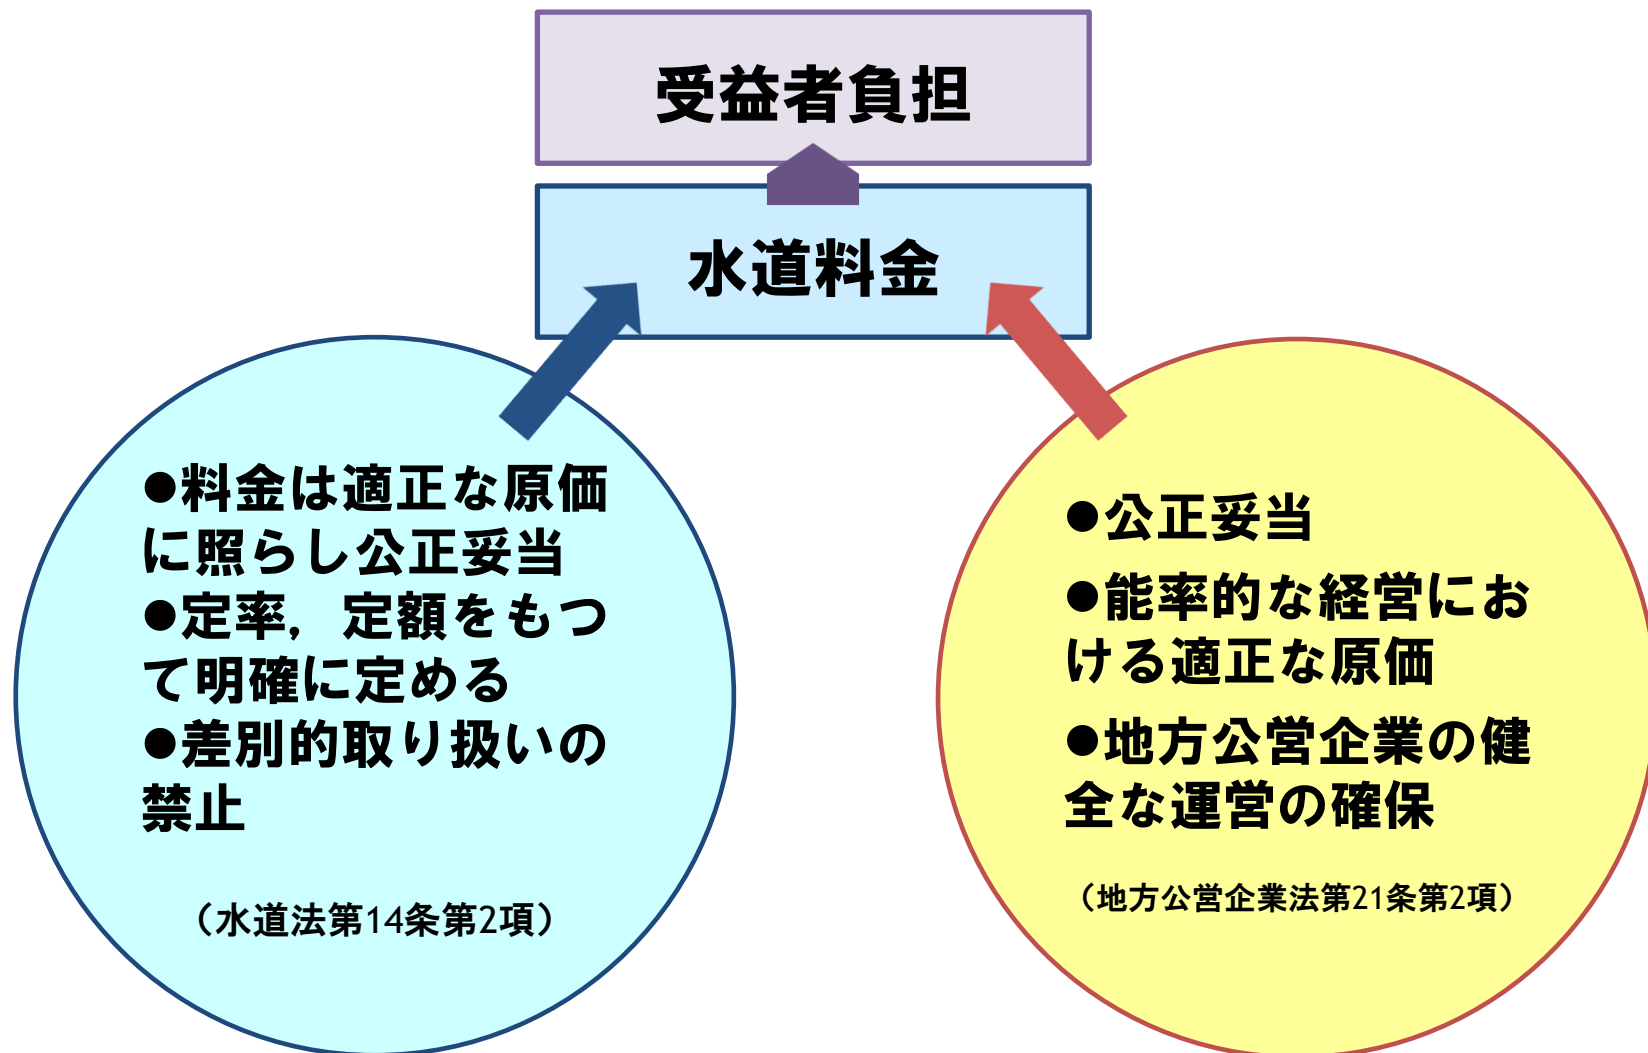 受益者負担
水道料金
●料金は適正な原価
に照らし公正妥当
●定率，定額をもつ
て明確に定める
●差別的取り扱いの
禁止
（水道法第14条第2項）
●公正妥当
●能率的な経営にお
ける適正な原価
●地方公営企業の健
全な運営の確保
（地方公営企業法第21条第2項）